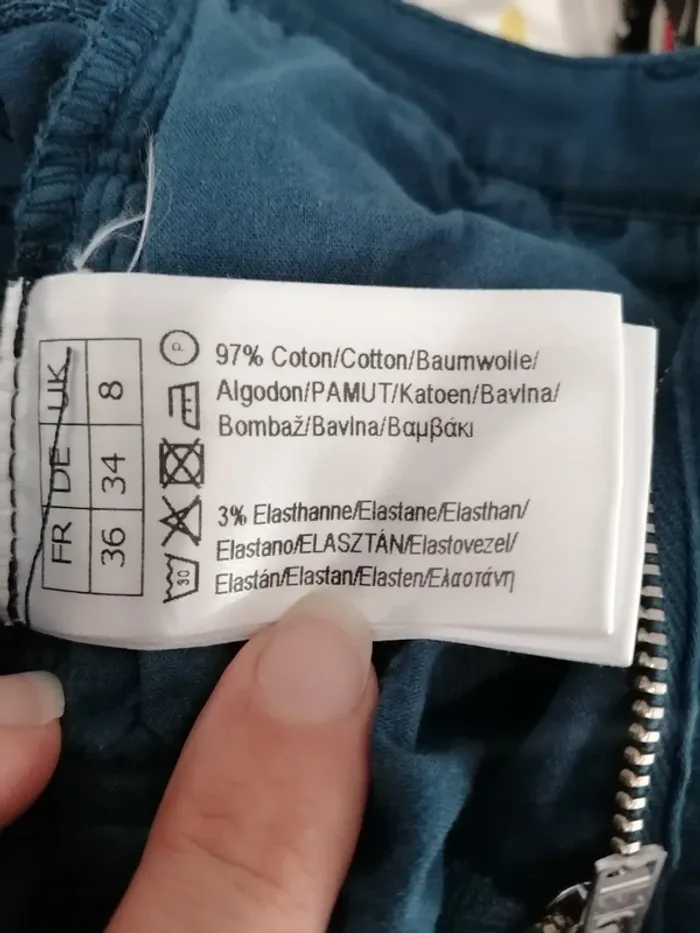 UK 8
DE 34
FR 36
P
30
97% Coton/Cotton/Baumwolle/
Algodon/PAMUT/Katoen/Bavlna/
Bombaž/Bavlna/Βαμβάκι
3% Elasthanne/Elastane/Elasthan/
Elastano/ELASZTÁN/Elastovezel/
Elastán/Elastan/Elasten/Ελαστάνη